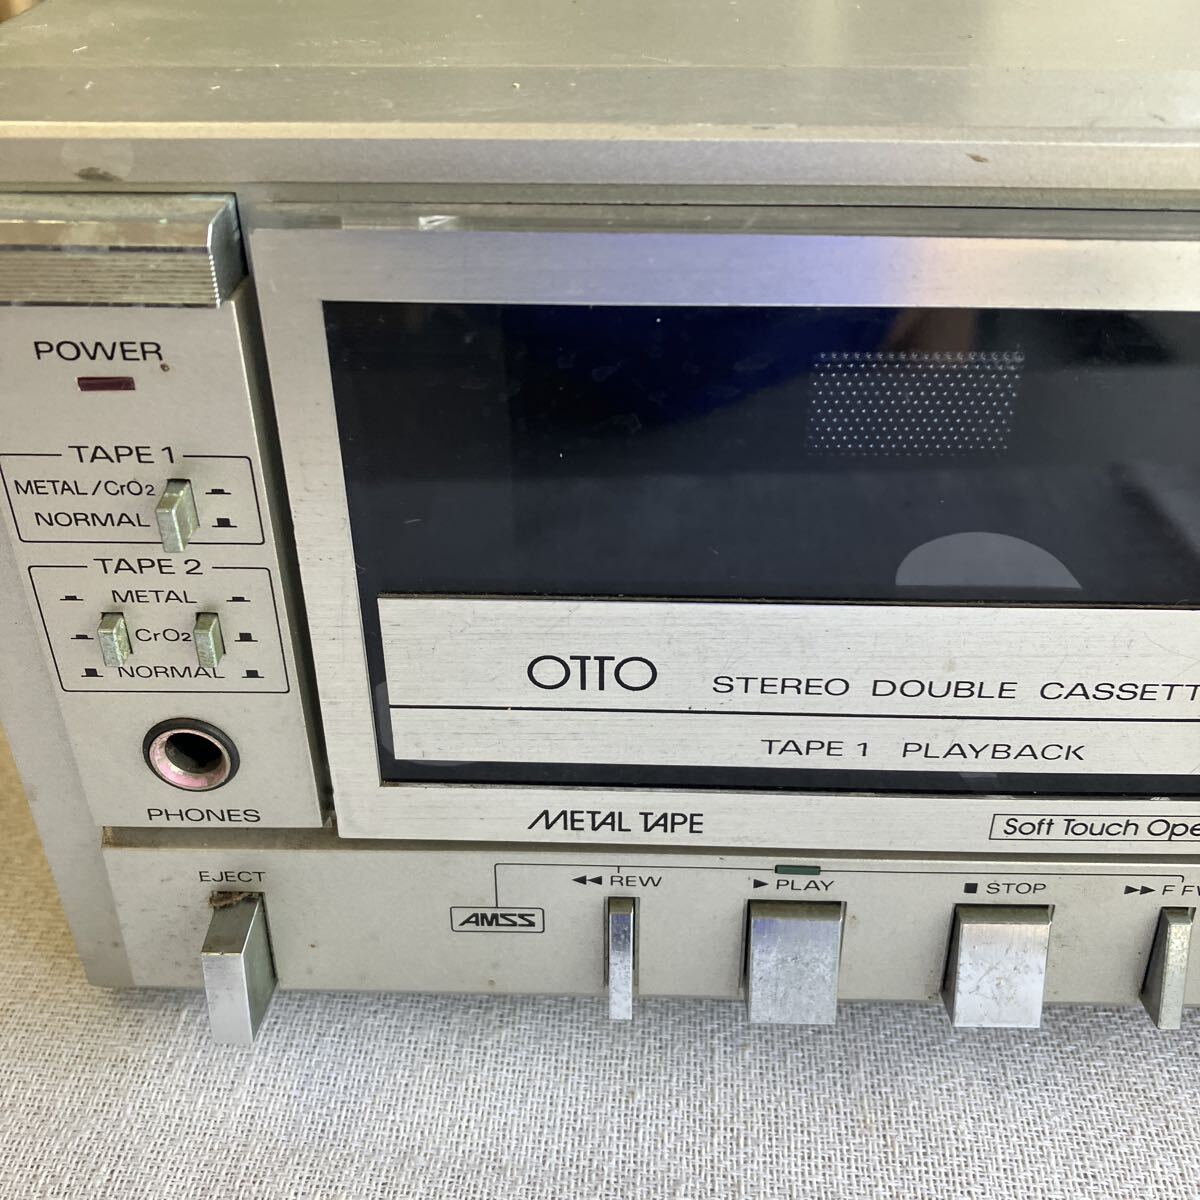 POWER
TAPE 1
METAL/CrO2
NORMAL
TAPE 2
METAL
CrO2
NORMAL
PHONES
OTTO STEREO DOUBLE CASSETT
TAPE 1 PLAYBACK
METAL TAPE
Soft Touch Ope
EJECT
◀◀ REW
▶ PLAY
■ STOP
▶▶ F F
AMSS